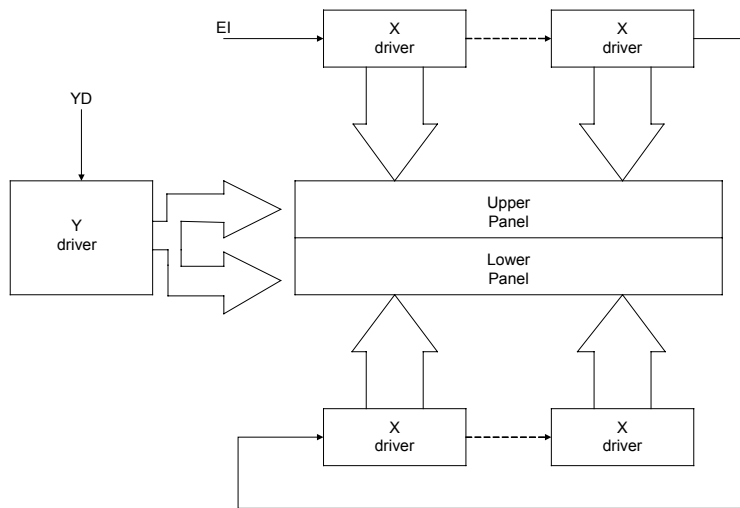 EI
X
driver
X
driver
YD
Y
driver
Upper
Panel
Lower
Panel
X
driver
X
driver